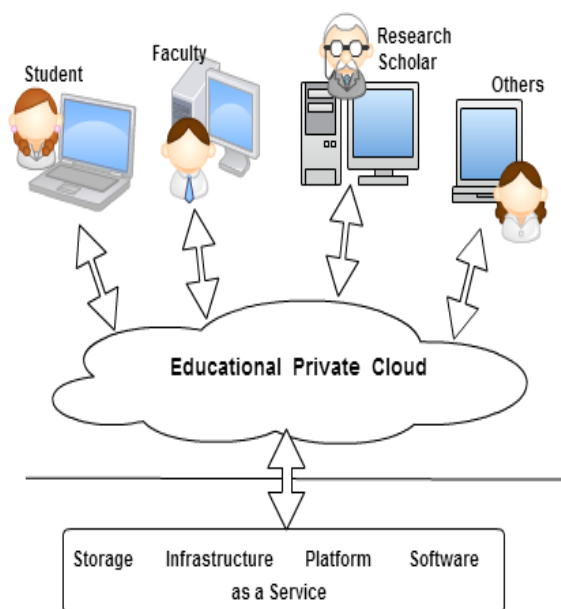 Student
Faculty
Research
Scholar
Others
Educational Private Cloud
Storage Infrastructure Platform Software
as a Service